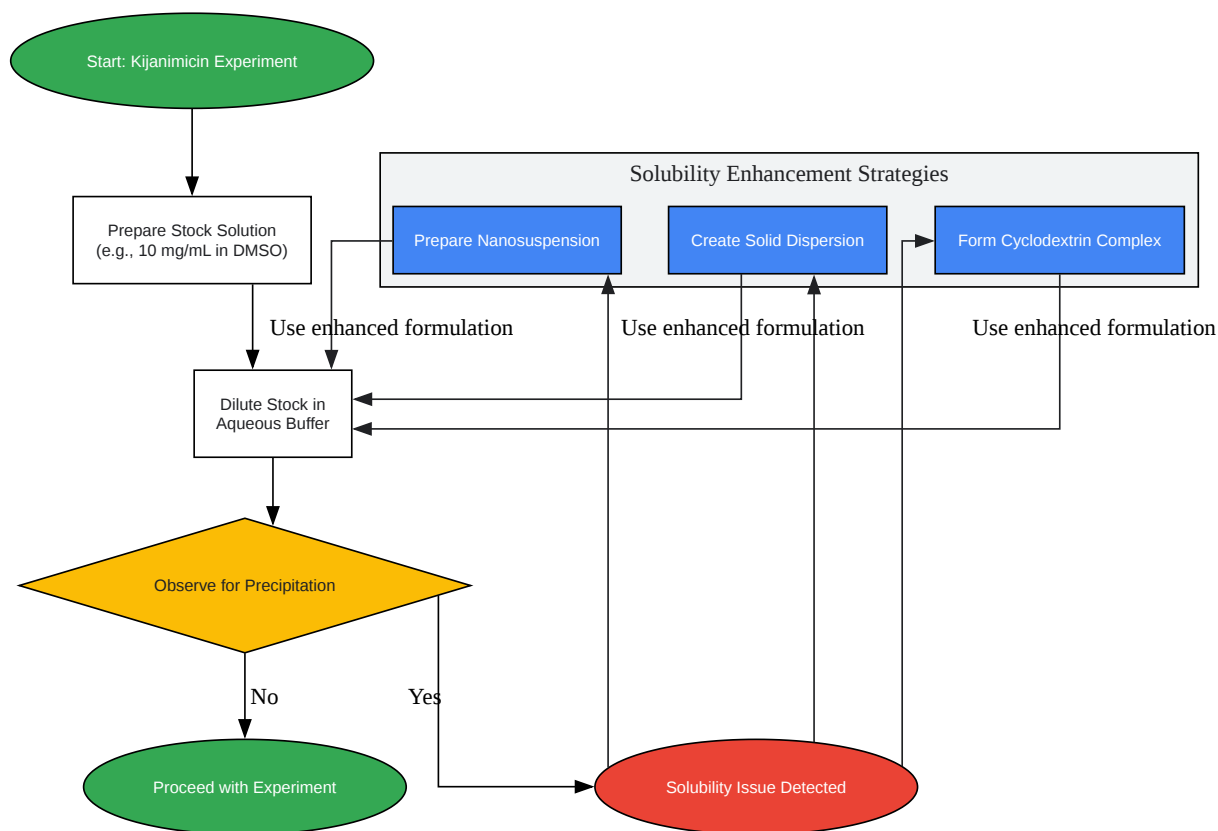 Start: Kijanimicin Experiment
Solubility Enhancement Strategies
Prepare Stock Solution
(e.g., 10 mg/mL in DMSO)
Prepare Nanosuspension
Create Solid Dispersion
Form Cyclodextrin Complex
Use enhanced formulation
Use enhanced formulation
Use enhanced formulation
Dilute Stock in
Aqueous Buffer
Observe for Precipitation
No
Yes
Proceed with Experiment
Solubility Issue Detected